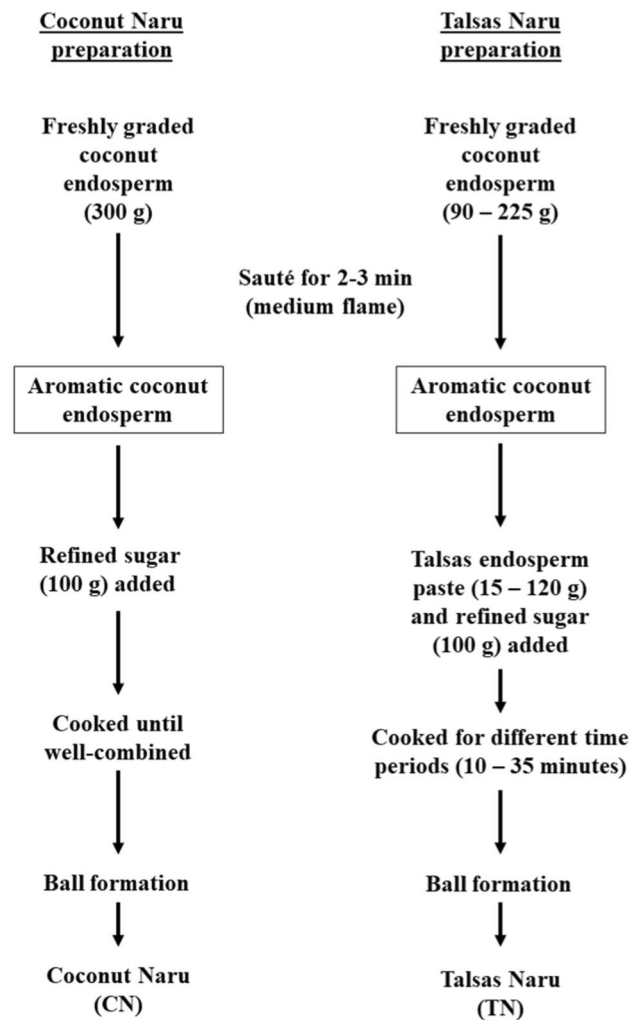 Coconut Naru
preparation
Freshly graded
coconut
endosperm
(300 g)
Sauté for 2-3 min
(medium flame)
Aromatic coconut
endosperm
Refined sugar
(100 g) added
Cooked until
well-combined
Ball formation
Coconut Naru
(CN)
Talsas Naru
preparation
Freshly graded
coconut
endosperm
(90 – 225 g)
Aromatic coconut
endosperm
Talsas endosperm
paste (15 – 120 g)
and refined sugar
(100 g) added
Cooked for different time
periods (10 – 35 minutes)
Ball formation
Talsas Naru
(TN)